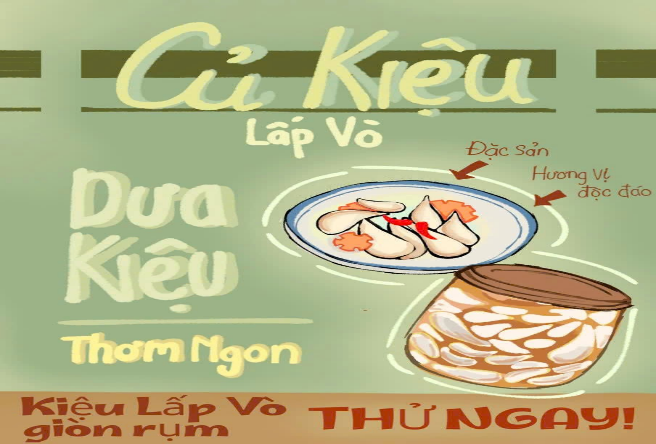 Củ Kiệu
Lấp Vò
Đặc sản
Hương vị
độc đáo
Dưa
Kiệu
Thơm Ngon
Kiệu Lấp Vò
giòn rụm
THỬ NGAY!